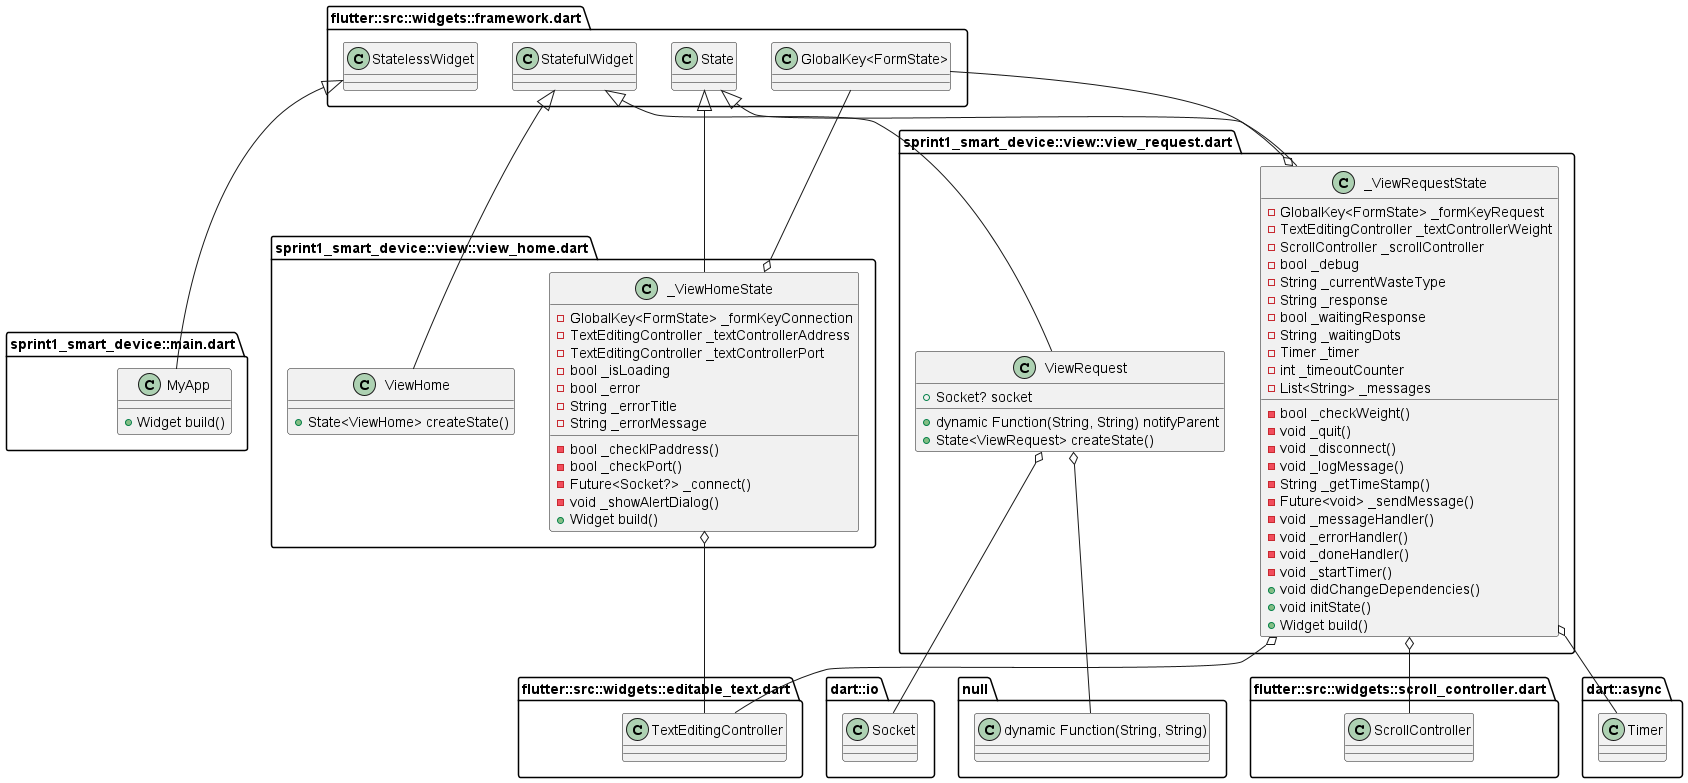 flutter::src::widgets::framework.dart
C StatelessWidget
C StatefulWidget
C State
C GlobalKey<FormState>
sprint1_smart_device::view::view_request.dart
C _ViewRequestState
GlobalKey<FormState> _formKeyRequest
TextEditingController _textControllerWeight
ScrollController _scrollController
bool _debug
String _currentWasteType
String _response
bool _waitingResponse
String _waitingDots
Timer _timer
int _timeoutCounter
List<String> _messages
bool _checkWeight()
void _quit()
void _disconnect()
void _logMessage()
String _getTimeStamp()
Future<void> _sendMessage()
void _messageHandler()
void _errorHandler()
void _doneHandler()
void _startTimer()
void didChangeDependencies()
void initState()
Widget build()
C ViewRequest
Socket? socket
dynamic Function(String, String) notifyParent
State<ViewRequest> createState()
sprint1_smart_device::view::view_home.dart
C _ViewHomeState
GlobalKey<FormState> _formKeyConnection
TextEditingController _textControllerAddress
TextEditingController _textControllerPort
bool _isLoading
bool _error
String _errorTitle
String _errorMessage
bool _checkIPaddress()
bool _checkPort()
Future<Socket?> _connect()
void _showAlertDialog()
Widget build()
C ViewHome
State<ViewHome> createState()
sprint1_smart_device::main.dart
C MyApp
Widget build()
flutter::src::widgets::editable_text.dart
C TextEditingController
dart::io
C Socket
null
C dynamic Function(String, String)
flutter::src::widgets::scroll_controller.dart
C ScrollController
dart::async
C Timer